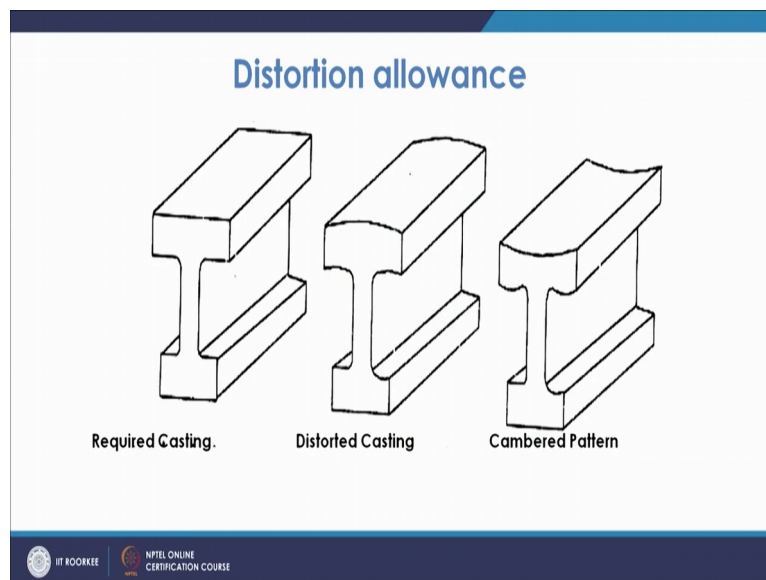 Distortion allowance
Required Casting.
Distorted Casting
Cambered Pattern
IIT ROORKEE
NPTEL ONLINE
CERTIFICATION COURSE